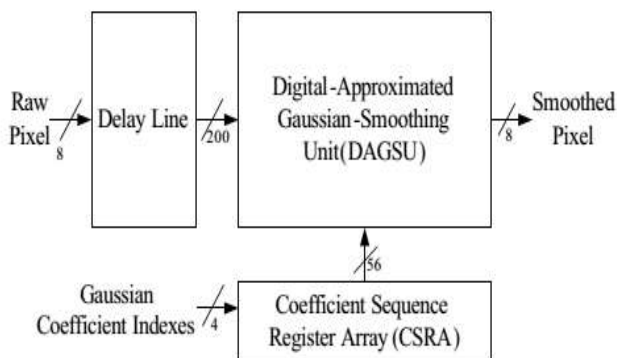 Raw
Pixel
8
Delay Line
200
Digital-Approximated
Gaussian-Smoothing
Unit(DAGSU)
8
Smoothed
Pixel
56
Gaussian
Coefficient Indexes
4
Coefficient Sequence
Register Array (CSRA)